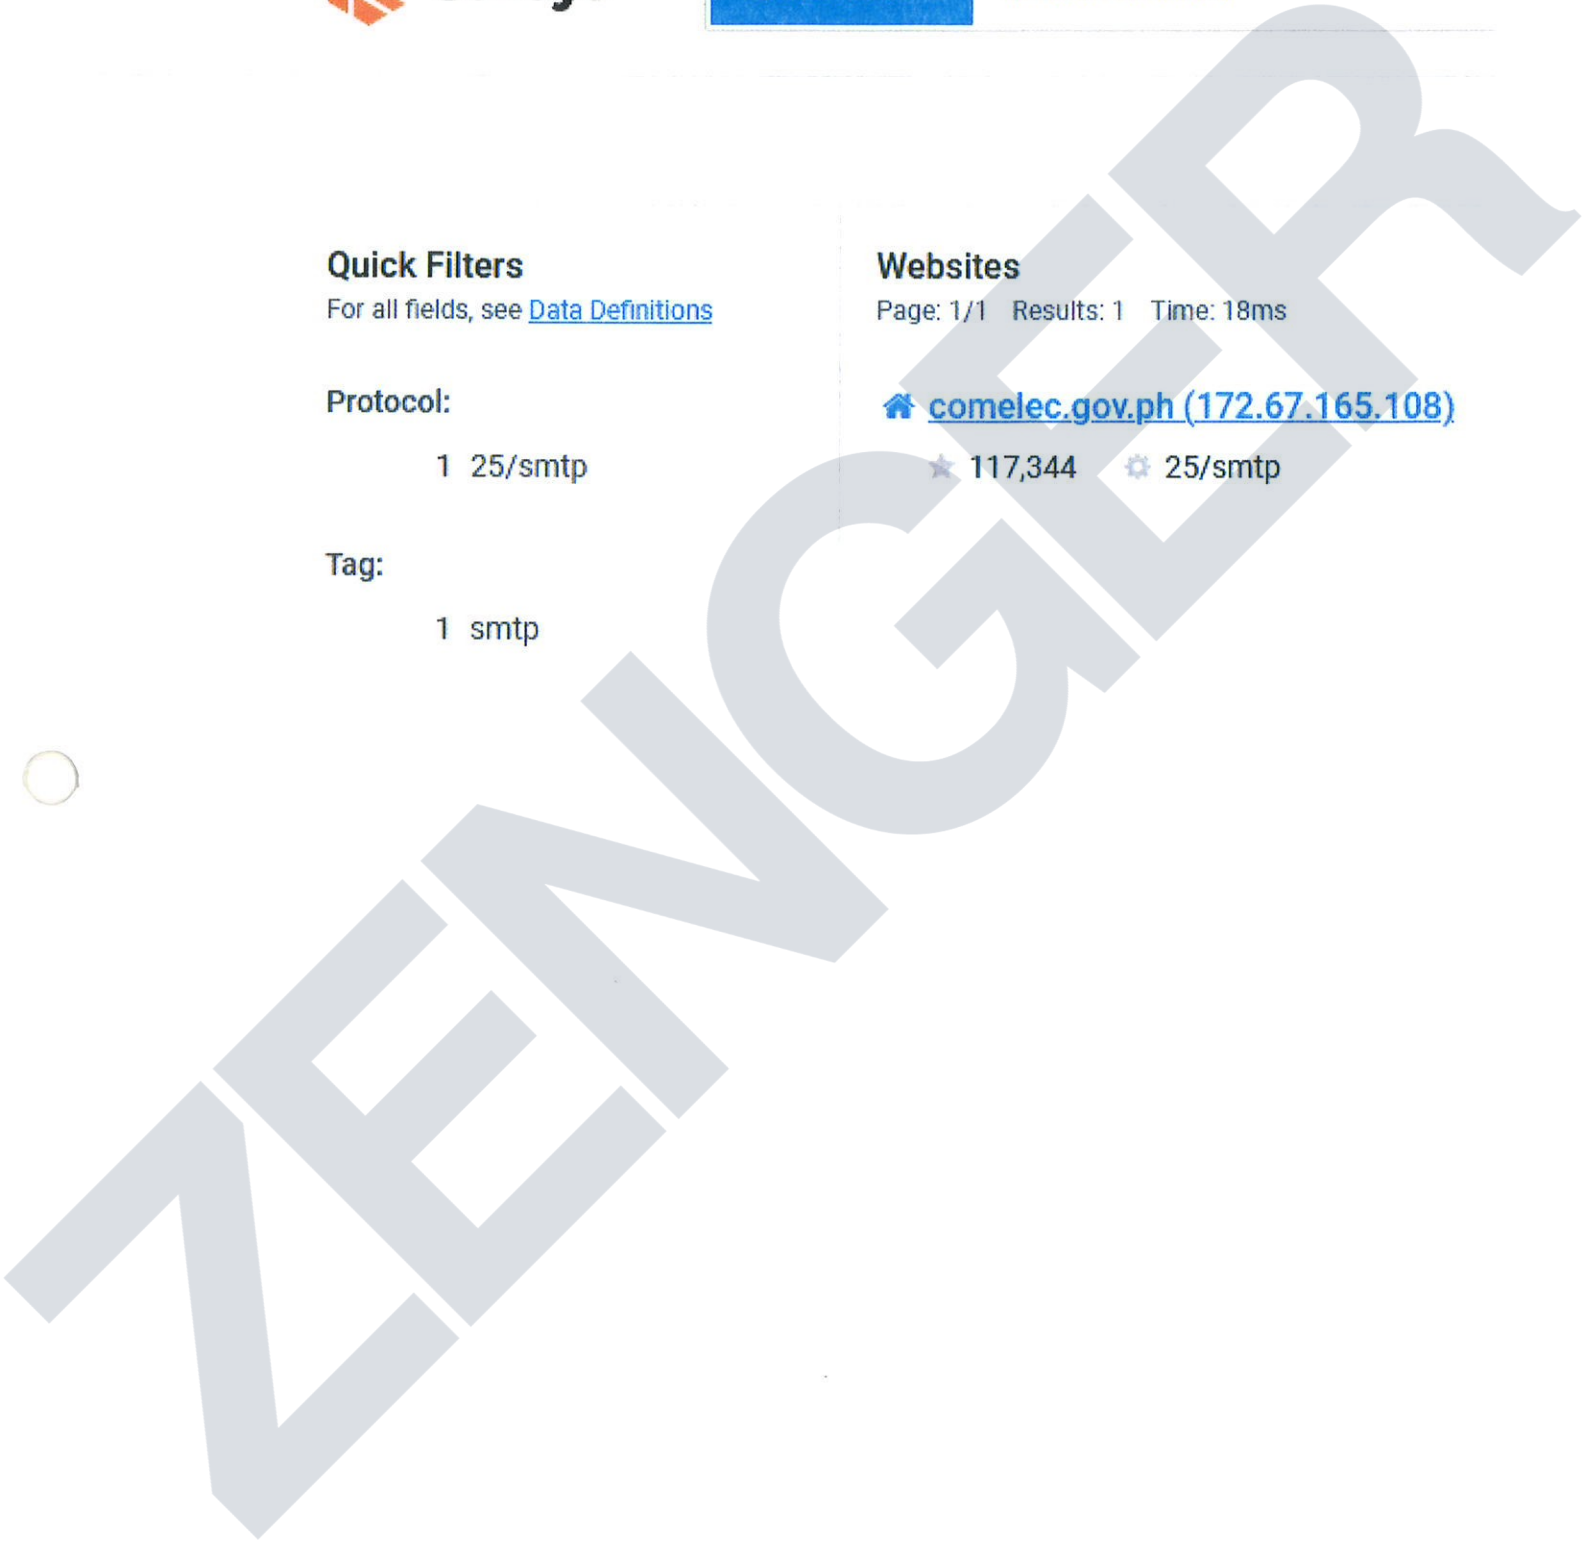 Quick Filters
For all fields, see Data Definitions
Protocol:
1 25/smtp
Tag:
1 smtp
Websites
Page: 1/1 Results: 1 Time: 18ms
comelec.gov.ph (172.67.165.108)
117,344 25/smtp
ZENGER